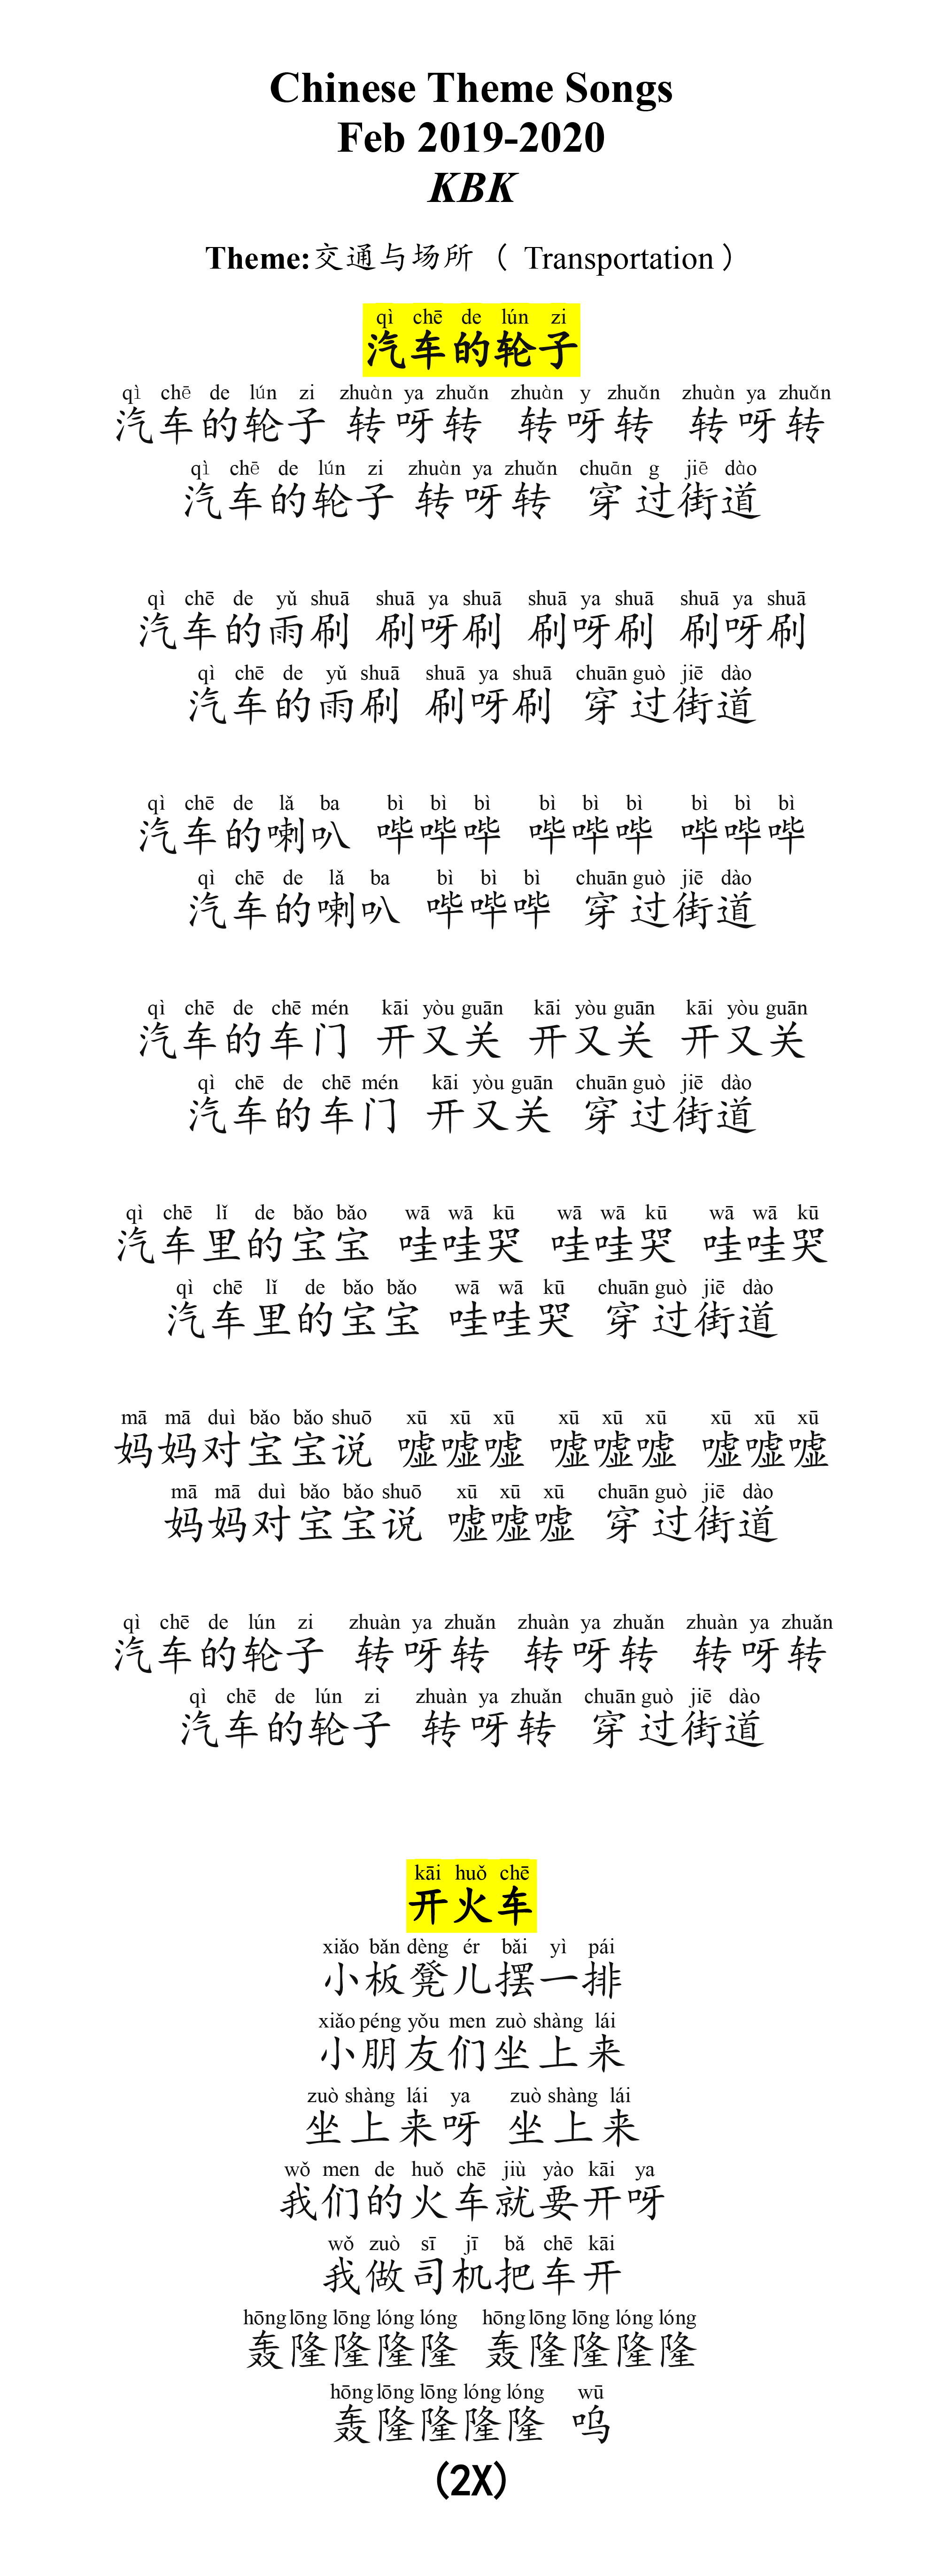 Chinese Theme Songs
Feb 2019-2020
KBK
Theme:交通与场所（ Transportation）
qì chē de lún zi
汽车的轮子
qì chē de lún zi zhuàn ya zhuǎn zhuàn y zhuǎn zhuàn ya zhuǎn
汽车的轮子 转呀转 转呀转 转呀转
qì chē de lún zi zhuàn ya zhuǎn chuān g jiē dào
汽车的轮子 转呀转 穿过街道
qì chē de yǔ shuā shuā ya shuā shuā ya shuā shuā ya shuā
汽车的雨刷 刷呀刷 刷呀刷 刷呀刷
qì chē de yǔ shuā shuā ya shuā chuān guò jiē dào
汽车的雨刷 刷呀刷 穿过街道
qì chē de lǎ ba bì bì bì bì bì bì bì bì bì
汽车的喇叭 哔哔哔 哔哔哔 哔哔哔
qì chē de lǎ ba bì bì bì chuān guò jiē dào
汽车的喇叭 哔哔哔 穿过街道
qì chē de chē mén kāi yòu guān kāi yòu guān kāi yòu guān
汽车的车门 开又关 开又关 开又关
qì chē de chē mén kāi yòu guān chuān guò jiē dào
汽车的车门 开又关 穿过街道
qì chē lǐ de bǎo bǎo wā wā kū wā wā kū wā wā kū
汽车里的宝宝 哇哇哭 哇哇哭 哇哇哭
qì chē lǐ de bǎo bǎo wā wā kū chuān guò jiē dào
汽车里的宝宝 哇哇哭 穿过街道
mā mā duì bǎo bǎo shuō xū xū xū xū xū xū xū xū xū
妈妈对宝宝说 嘘嘘嘘 嘘嘘嘘 嘘嘘嘘
mā mā duì bǎo bǎo shuō xū xū xū chuān guò jiē dào
妈妈对宝宝说 嘘嘘嘘 穿过街道
qì chē de lún zi zhuàn ya zhuǎn zhuàn ya zhuǎn zhuàn ya zhuǎn
汽车的轮子 转呀转 转呀转 转呀转
qì chē de lún zi zhuàn ya zhuǎn chuān guò jiē dào
汽车的轮子 转呀转 穿过街道
kāi huǒ chē
开火车
xiǎo bǎn dèng ér bǎi yì pái
小板凳儿摆一排
xiǎo péng yǒu men zuò shàng lái
小朋友们坐上来
zuò shàng lái ya zuò shàng lái
坐上来呀 坐上来
wǒ men de huǒ chē jiù yào kāi ya
我们的火车就要开呀
wǒ zuò sī jī bǎ chē kāi
我做司机把车开
hōng lōng lōng lóng lóng hōng lōng lōng lóng lóng
轰隆隆隆隆 轰隆隆隆隆
hōng lōng lōng lóng lóng wū
轰隆隆隆隆 呜
(2X)